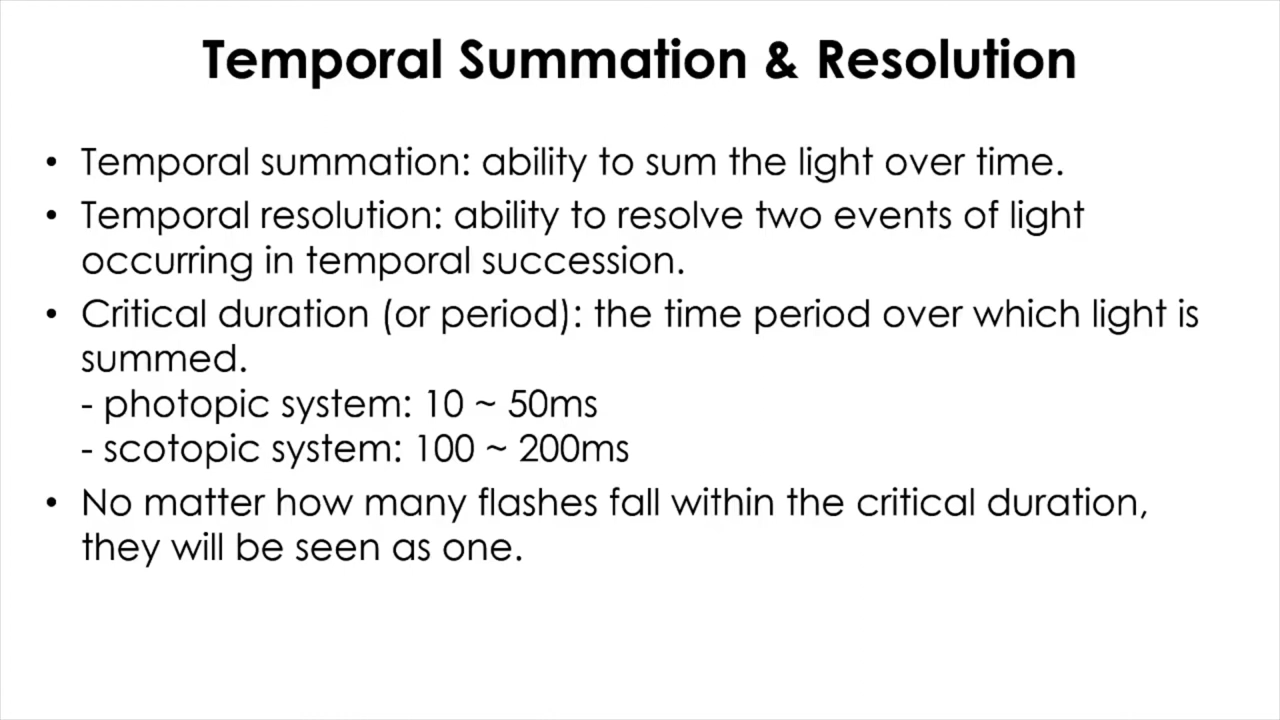 Temporal Summation & Resolution
• Temporal summation: ability to sum the light over time.
• Temporal resolution: ability to resolve two events of light
occurring in temporal succession.
• Critical duration (or period): the time period over which light is
summed.
- photopic system: 10 ~ 50ms
- scotopic system: 100 ~ 200ms
• No matter how many flashes fall within the critical duration,
they will be seen as one.